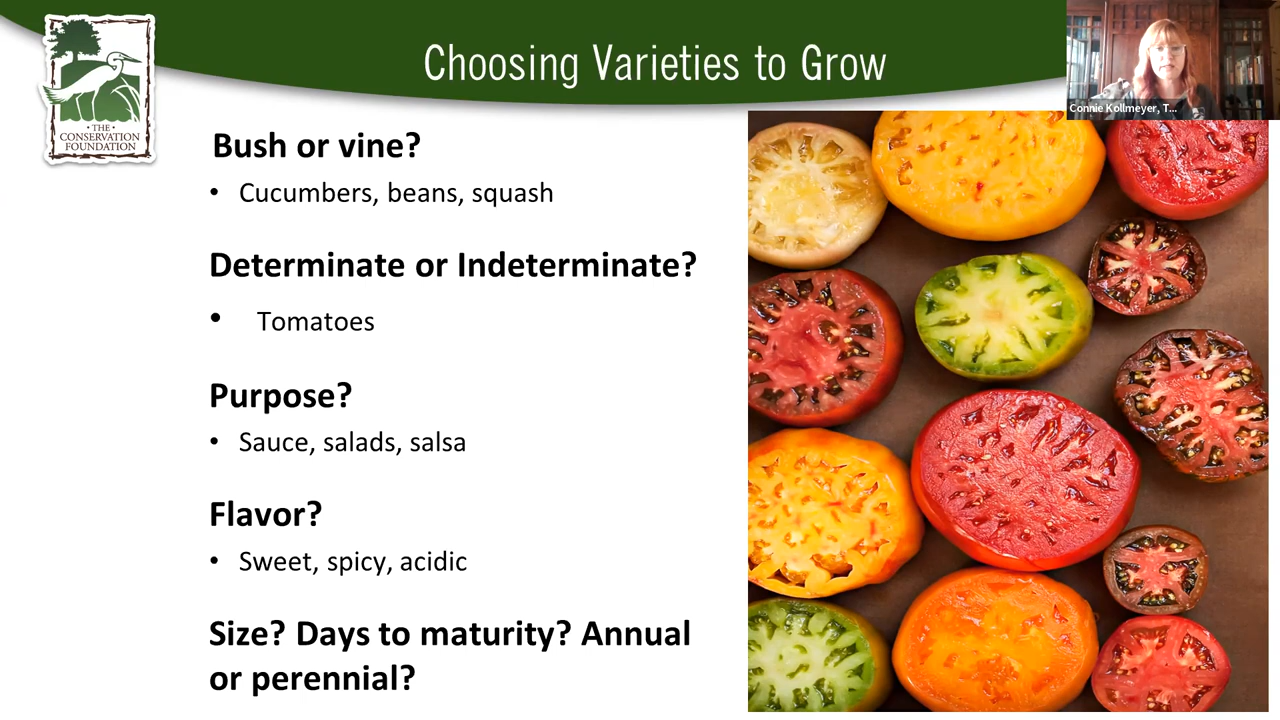 Choosing Varieties to Grow
THE
CONSERVATION
FOUNDATION
Connie Kollmeyer, T...
Bush or vine?
• Cucumbers, beans, squash
Determinate or Indeterminate?
• Tomatoes
Purpose?
• Sauce, salads, salsa
Flavor?
• Sweet, spicy, acidic
Size? Days to maturity? Annual
or perennial?